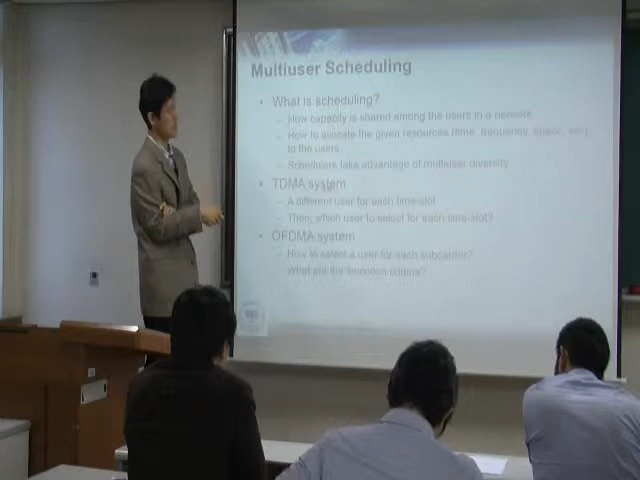 Multiuser Scheduling
• What is scheduling?
– How capacity is shared among the users in a network
– How to allocate the given resources (time, frequency, space, etc.)
to the users
– Schedulers take advantage of multiuser diversity
• TDMA system
– A different user for each time-slot
– Then, which user to select for each time-slot?
• OFDMA system
– How to select a user for each subcarrier?
– What are the selection criteria?